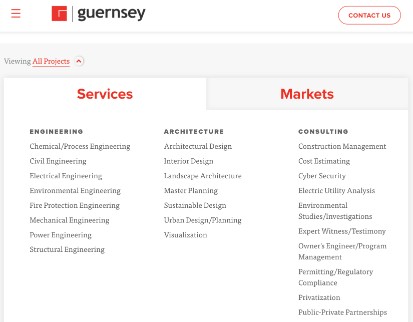 guernsey
CONTACT US
Viewing All Projects
Services
Markets
ENGINEERING
Chemical/Process Engineering
Civil Engineering
Electrical Engineering
Environmental Engineering
Fire Protection Engineering
Mechanical Engineering
Power Engineering
Structural Engineering
ARCHITECTURE
Architectural Design
Interior Design
Landscape Architecture
Master Planning
Sustainable Design
Urban Design/Planning
Visualization
CONSULTING
Construction Management
Cost Estimating
Cyber Security
Electric Utility Analysis
Environmental
Studies/Investigations
Expert Witness/Testimony
Owner's Engineer/Program
Management
Permitting/Regulatory
Compliance
Privatization
Public-Private Partnerships